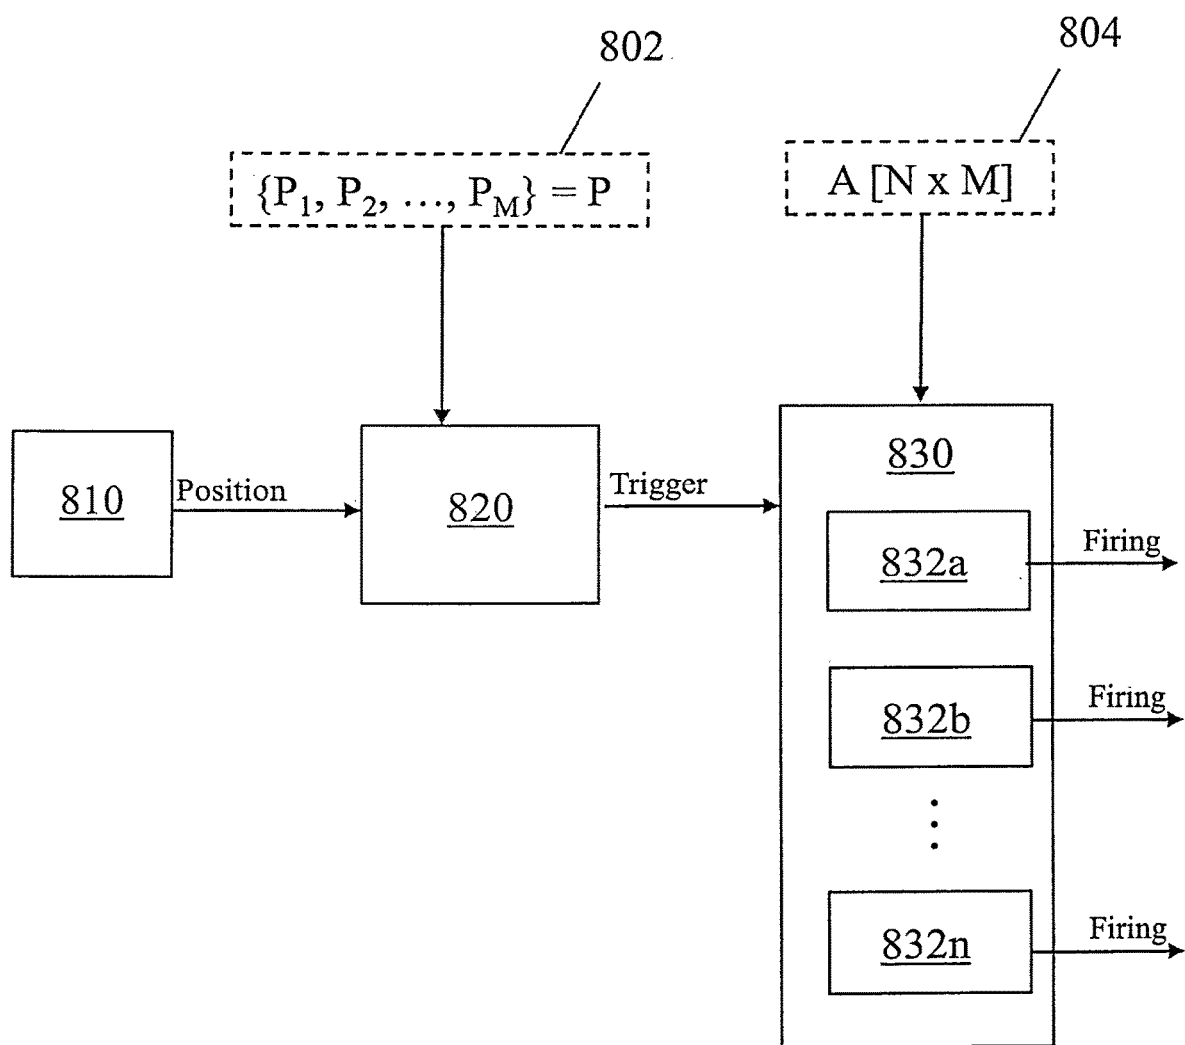 802
804
{P1, P2, ..., PM} = P
A [N x M]
810
Position
820
Trigger
830
832a
Firing
832b
Firing
832n
Firing